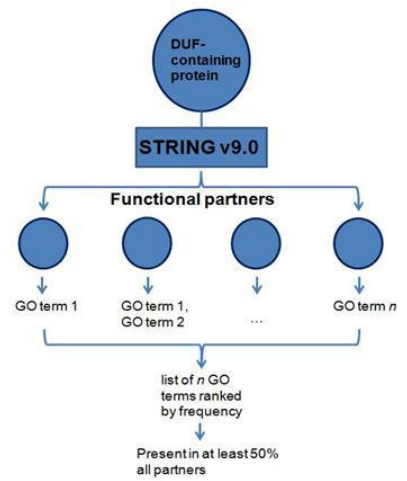 DUF-
containing
protein
STRING v9.0
Functional partners
GO term 1
GO term 1,
GO term 2
...
GO term n
list of n GO
terms ranked
by frequency
Present in at least 50%
all partners